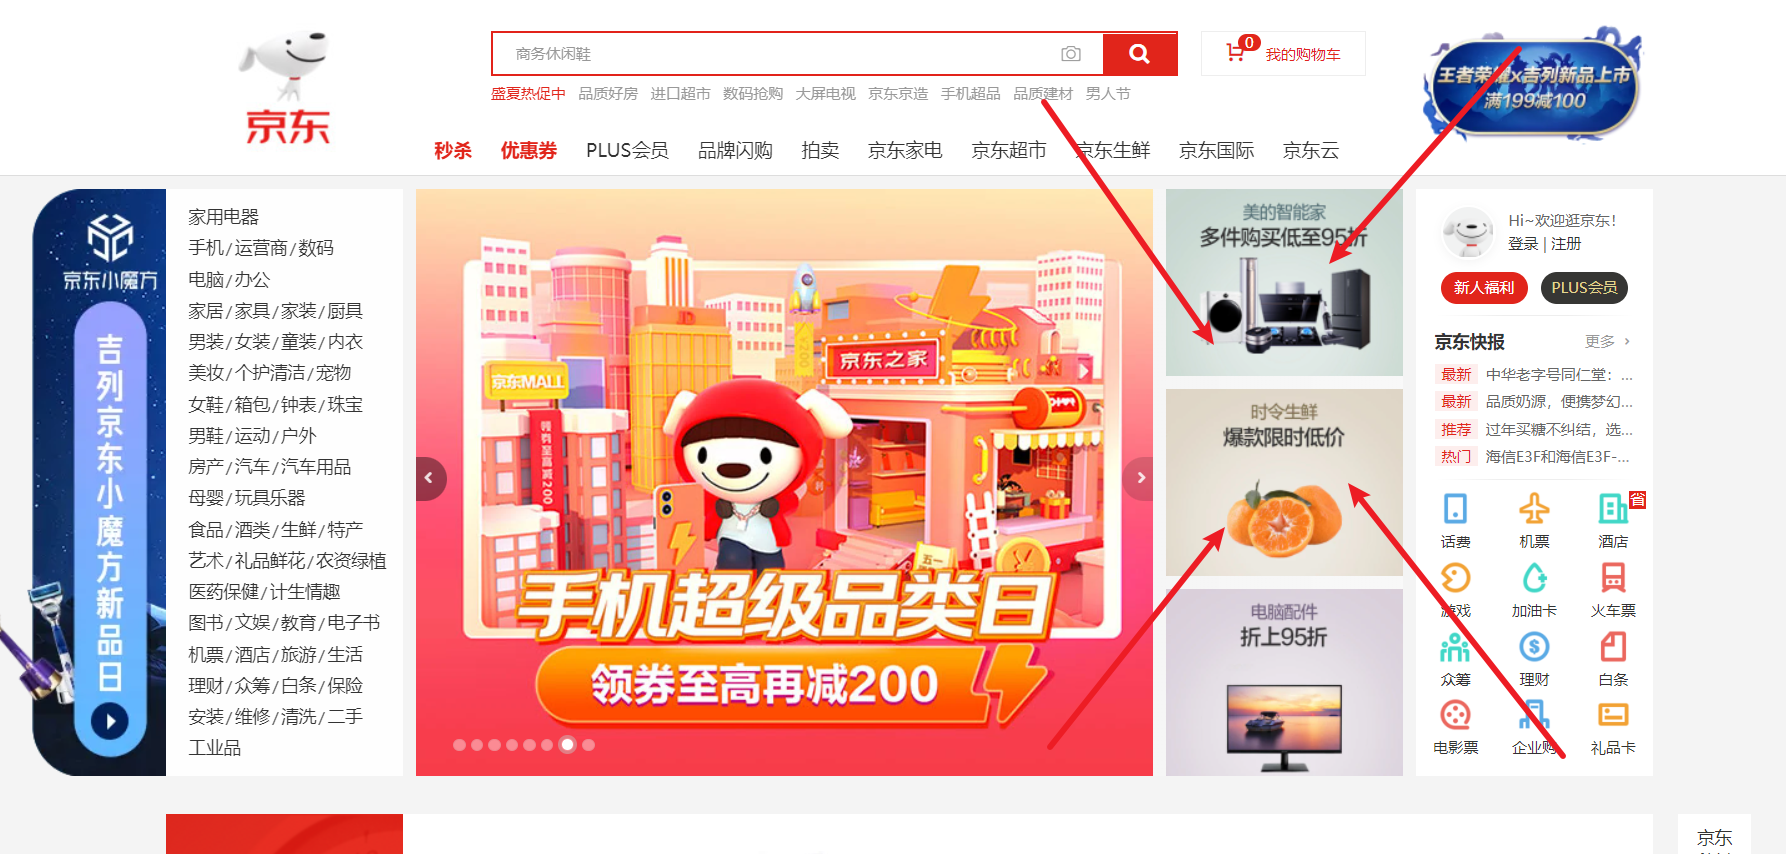 京东
商务休闲鞋
0
我的购物车
盛夏热促中 品质好房 进口超市 数码抢购 大屏电视 京东京造 手机超品 品质建材 男人节
王者荣耀x吉列新品上市
满199减100
秒杀 优惠券 PLUS会员 品牌闪购 拍卖 京东家电 京东超市 京东生鲜 京东国际 京东云
京东小魔方
吉列京东小魔方新品日
家用电器
手机/运营商/数码
电脑/办公
家居/家具/家装/厨具
男装/女装/童装/内衣
美妆/个护清洁/宠物
女鞋/箱包/钟表/珠宝
男鞋/运动/户外
房产/汽车/汽车用品
母婴/玩具乐器
食品/酒类/生鲜/特产
艺术/礼品鲜花/农资绿植
医药保健/计生情趣
图书/文娱/教育/电子书
机票/酒店/旅游/生活
理财/众筹/白条/保险
安装/维修/清洗/二手
工业品
JD
京东之家
京东MALL
领券至高减200
五一
手机超级品类日
领券至高再减200
美的智能家
多件购买低至95折
时令生鲜
爆款限时低价
电脑配件
折上95折
Hi~欢迎逛京东!
登录 | 注册
新人福利 PLUS会员
京东快报 更多
最新 中华老字号同仁堂：...
最新 品质奶源，便携梦幻...
推荐 过年买糖不纠结，选...
热门 海信E3F和海信E3F-...
省
话费 机票 酒店
游戏 加油卡 火车票
众筹 理财 白条
电影票 企业购 礼品卡
京东